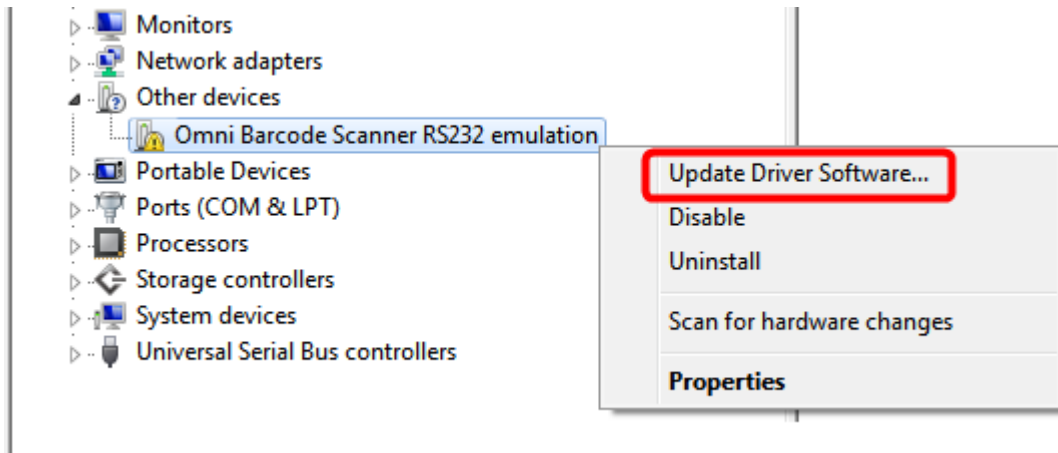 Monitors
Network adapters
Other devices
Omni Barcode Scanner RS232 emulation
Portable Devices
Ports (COM & LPT)
Processors
Storage controllers
System devices
Universal Serial Bus controllers
Update Driver Software...
Disable
Uninstall
Scan for hardware changes
Properties